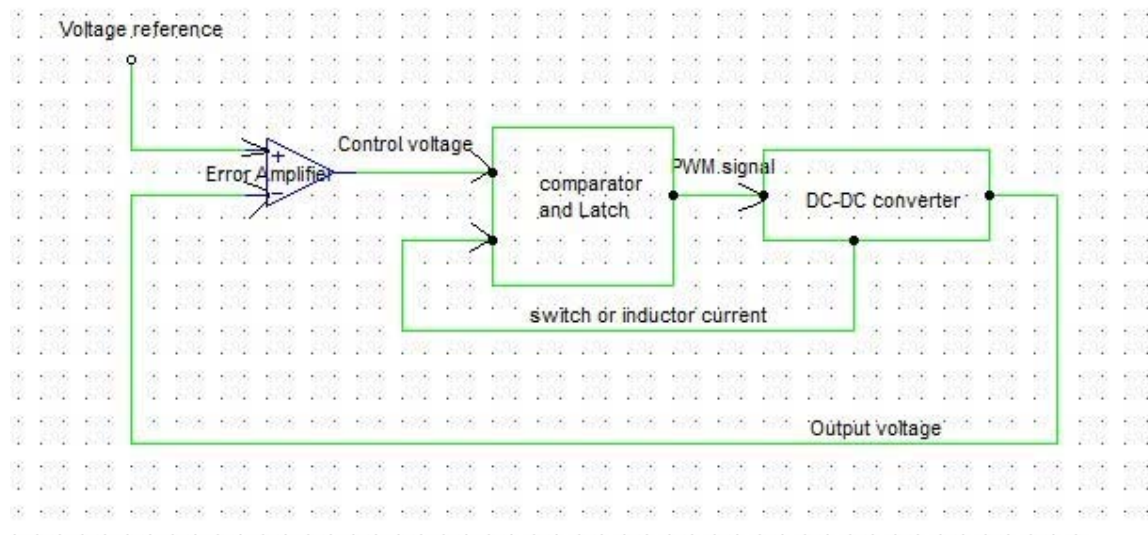 Voltage reference
Control voltage
Error Amplifier
+
-
PWM signal
comparator
and Latch
DC-DC converter
switch or inductor current
Output voltage